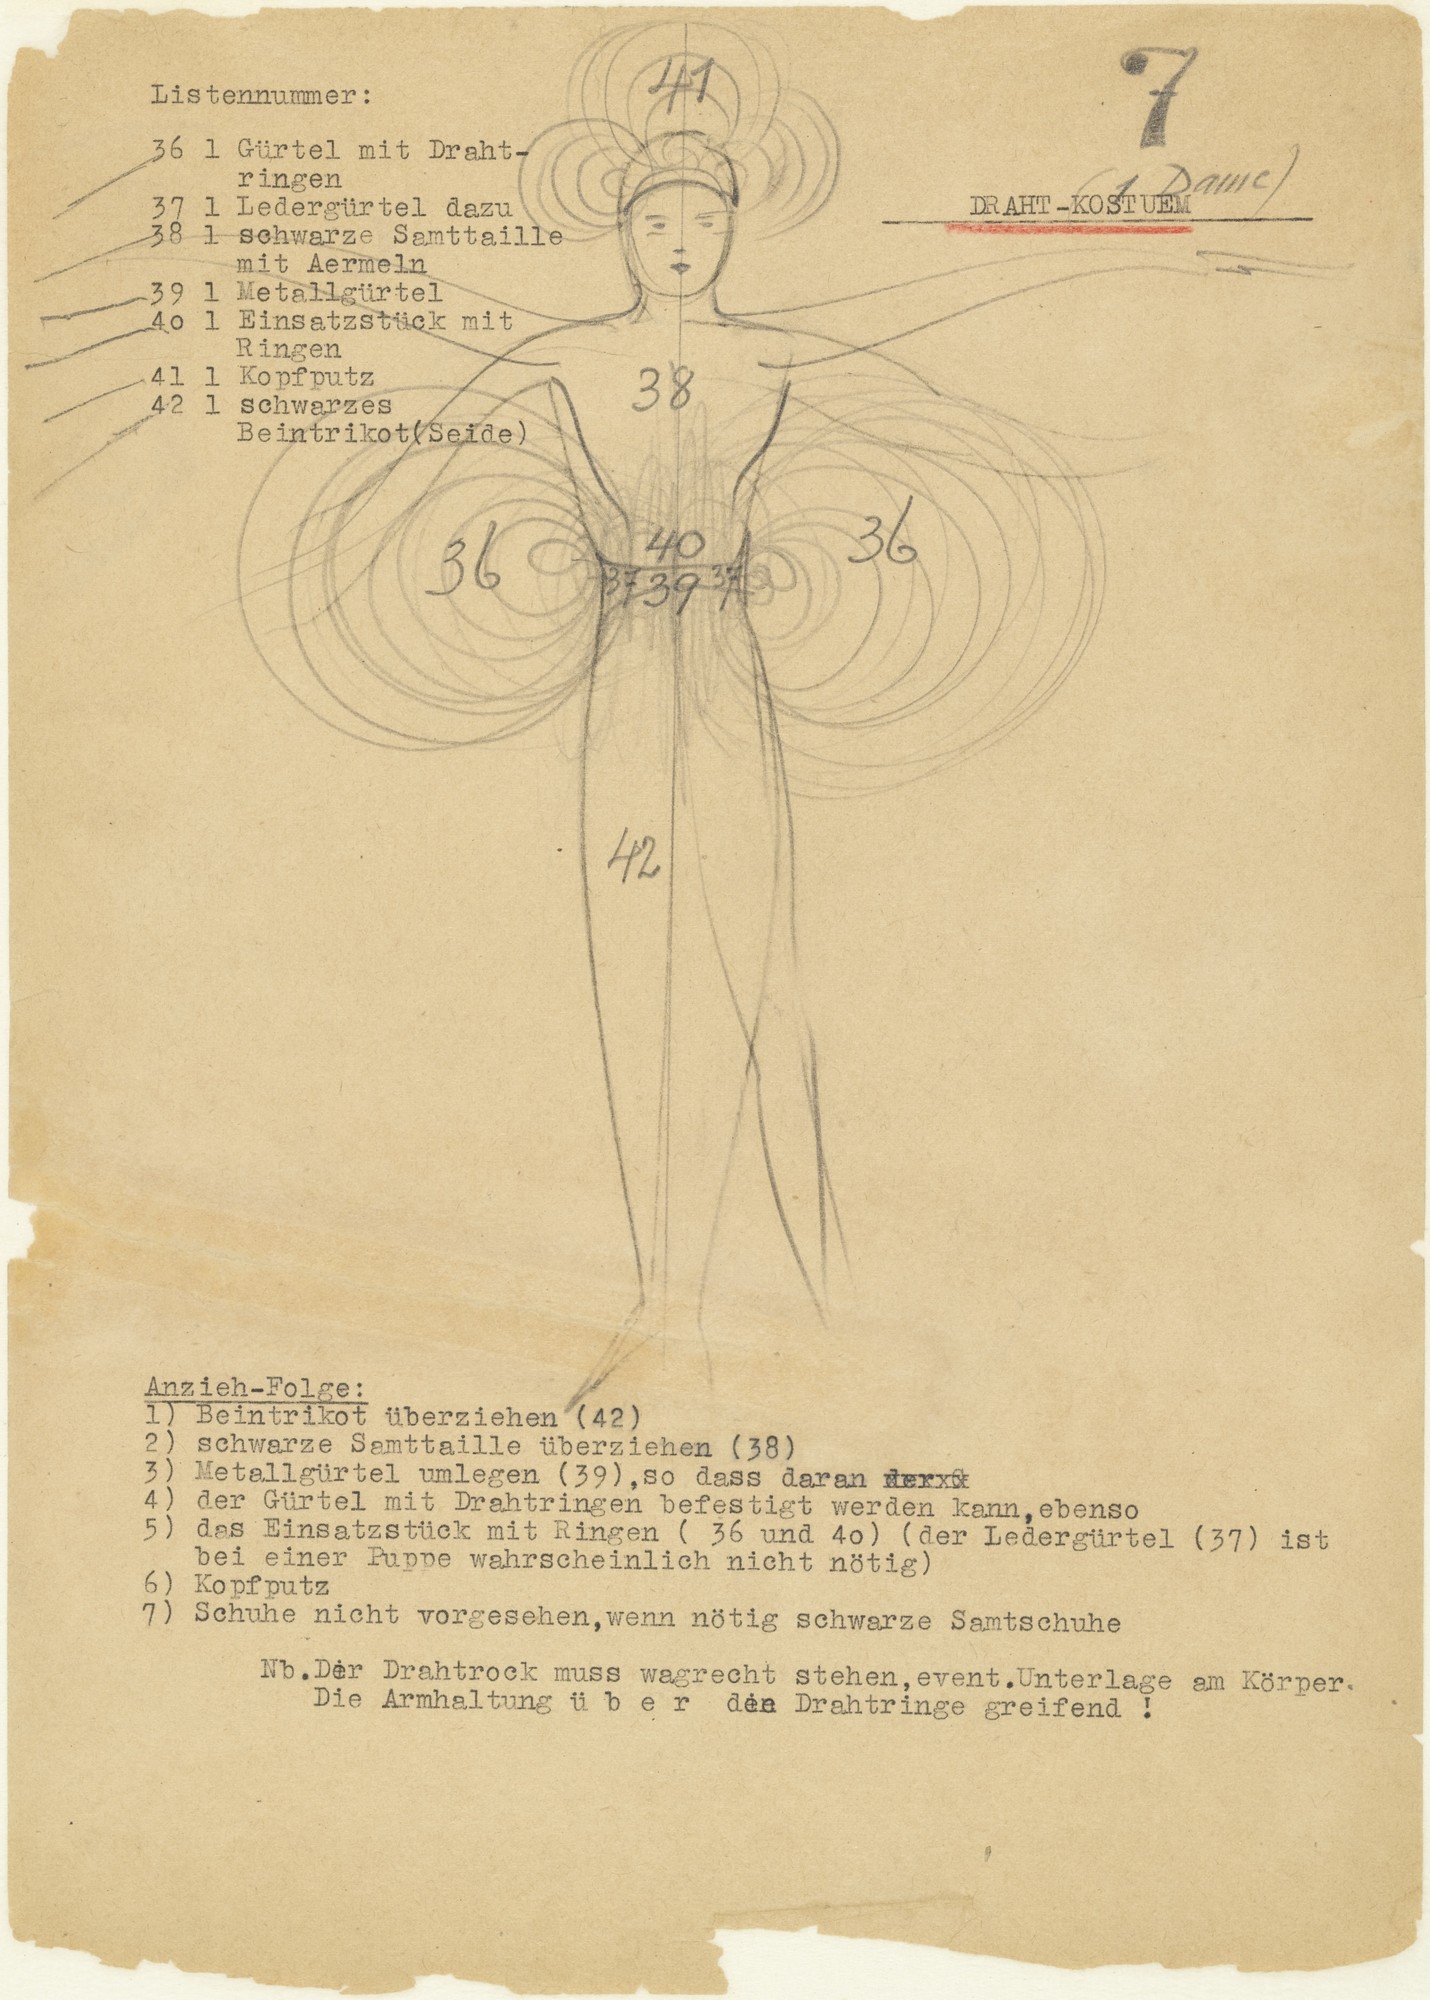 7
(1 Dame)
DRAHT-KOSTUEM
Listennummer:
36 1 Gürtel mit Draht-
ringen
37 1 Ledergürtel dazu
38 1 schwarze Samttaille
mit Aermeln
39 1 Metallgürtel
40 1 Einsatzstück mit
Ringen
41 1 Kopfputz
42 1 schwarzes
Beintrikot(Seide)
41
38
36
40
36
37 39 37
42
Anzieh-Folge:
1) Beintrikot überziehen (42)
2) schwarze Samttaille überziehen (38)
3) Metallgürtel umlegen (39),so dass daran
4) der Gürtel mit Drahtringen befestigt werden kann,ebenso
5) das Einsatzstück mit Ringen ( 36 und 4o) (der Ledergürtel (37) ist
bei einer Puppe wahrscheinlich nicht nötig)
6) Kopfputz
7) Schuhe nicht vorgesehen,wenn nötig schwarze Samtschuhe
Nb.Der Drahtrock muss wagrecht stehen,event.Unterlage am Körper.
Die Armhaltung ü b e r die Drahtringe greifend !